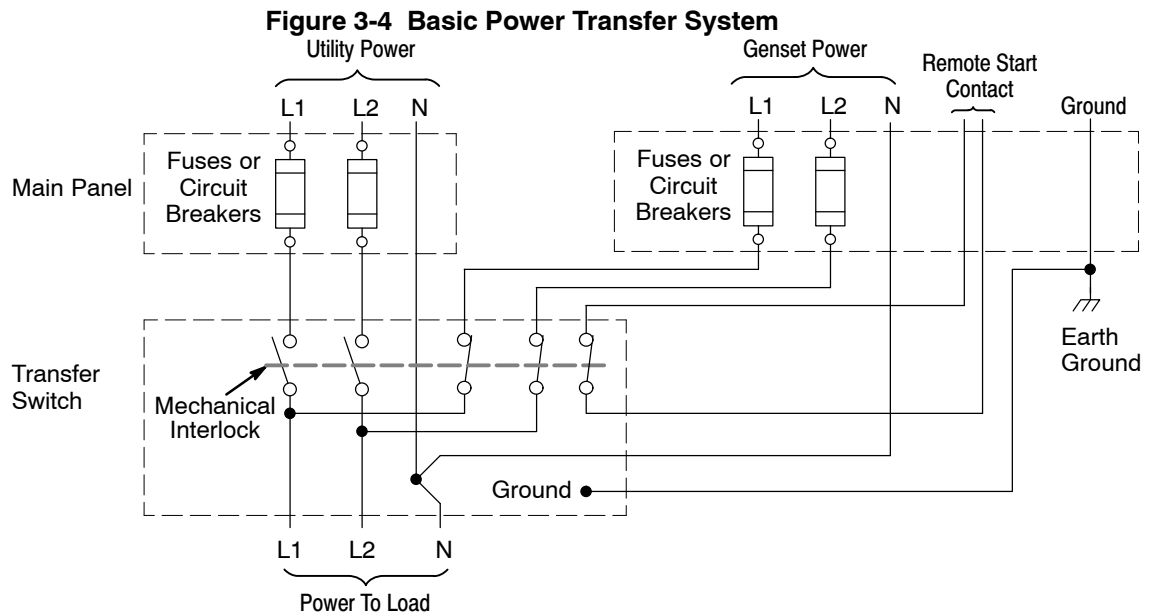 Figure 3-4 Basic Power Transfer System
Utility Power
Genset Power
Remote Start
Contact
L1 L2 N
L1 L2 N
Ground
Main Panel
Fuses or
Circuit
Breakers
Fuses or
Circuit
Breakers
Earth
Ground
Transfer
Switch
Mechanical
Interlock
Ground
L1 L2 N
Power To Load